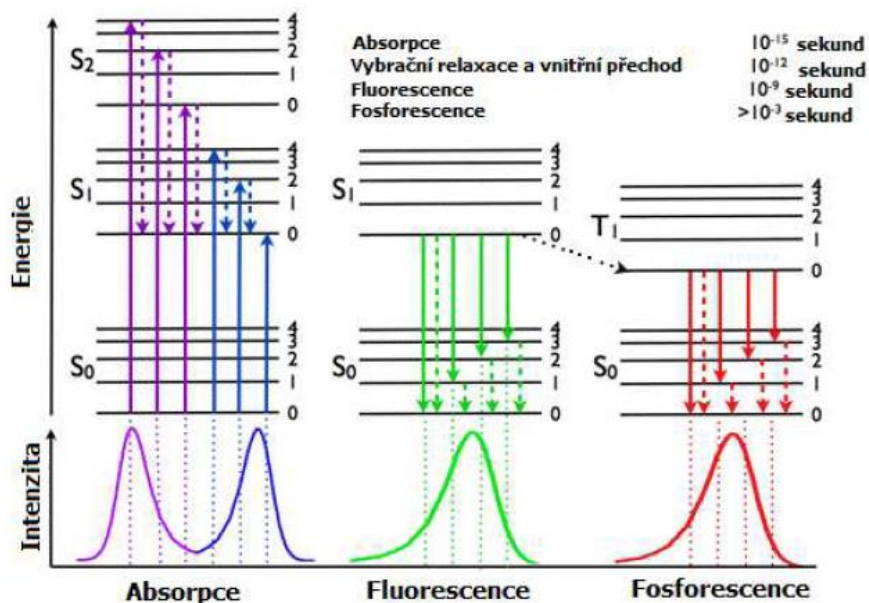 Absorpce 10⁻¹⁵ sekund
Vybrační relaxace a vnitřní přechod 10⁻¹² sekund
Fluorescence 10⁻⁹ sekund
Fosforescence >10⁻³ sekund
Energie
S₂
4
3
2
1
0
S₁
4
3
2
1
0
S₀
4
3
2
1
0
S₁
4
3
2
1
0
S₀
4
3
2
1
0
T₁
4
3
2
1
0
S₀
4
3
2
1
0
Intenzita
Absorpce
Fluorescence
Fosforescence